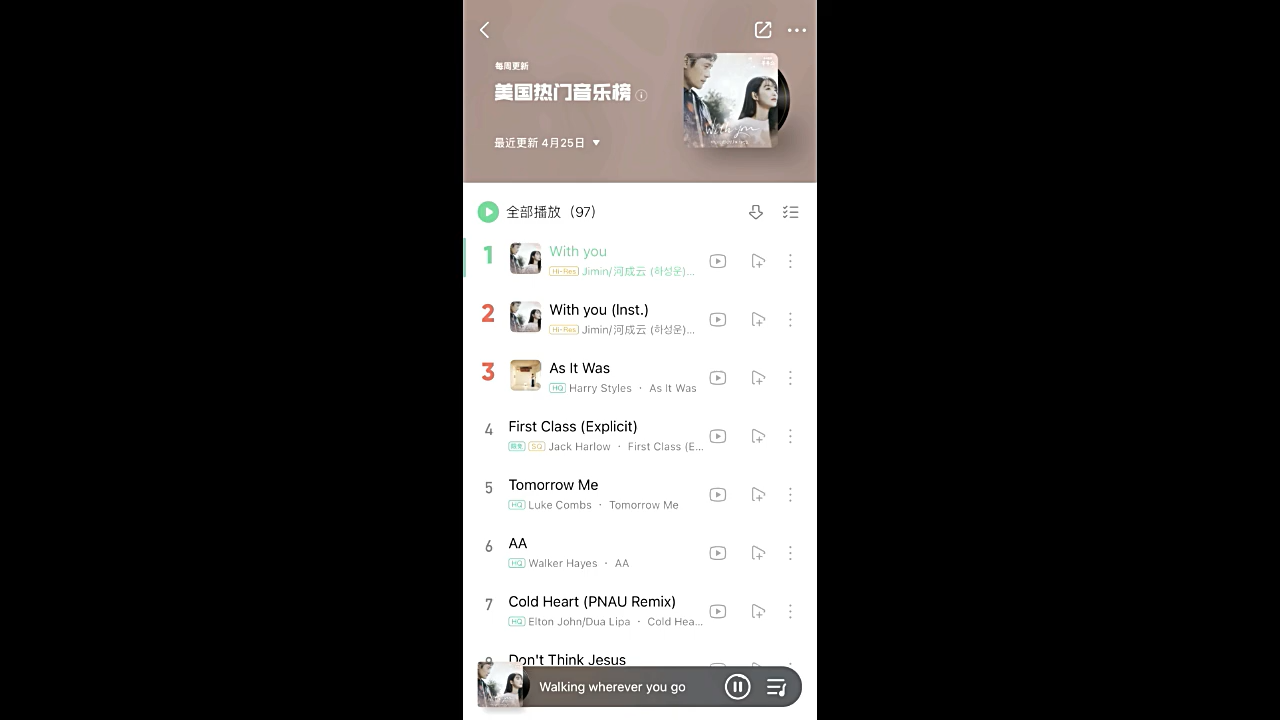 每周更新
美国热门音乐榜
最近更新 4月25日
With you
全部播放（97）
1
With you
Hi-Res Jimin/河成云 (하성운)...
2
With you (Inst.)
Hi-Res Jimin/河成云 (하성운)...
3
As It Was
HQ Harry Styles · As It Was
4
First Class (Explicit)
SQ Jack Harlow · First Class (E...
5
Tomorrow Me
HQ Luke Combs · Tomorrow Me
6
AA
HQ Walker Hayes · AA
7
Cold Heart (PNAU Remix)
HQ Elton John/Dua Lipa · Cold Hea...
Don't Think Jesus
Walking wherever you go